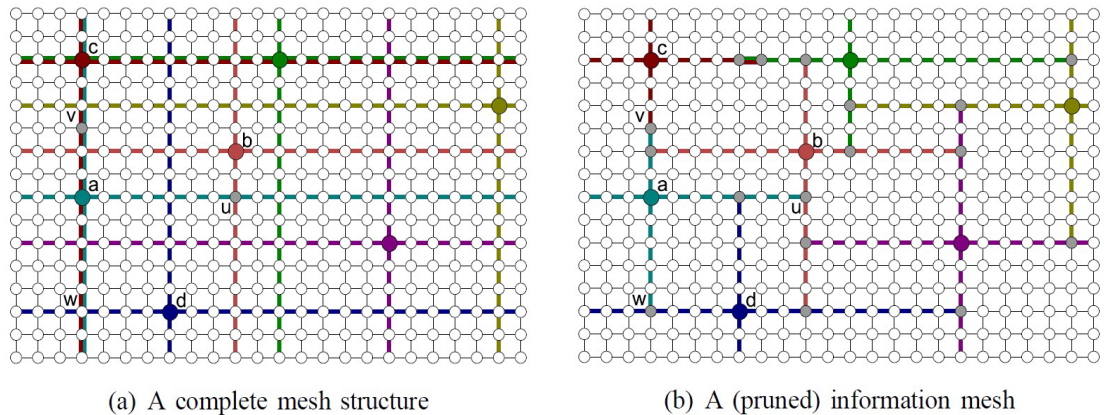 c
v
b
a
u
w
d
c
v
b
a
u
w
d
(a) A complete mesh structure
(b) A (pruned) information mesh